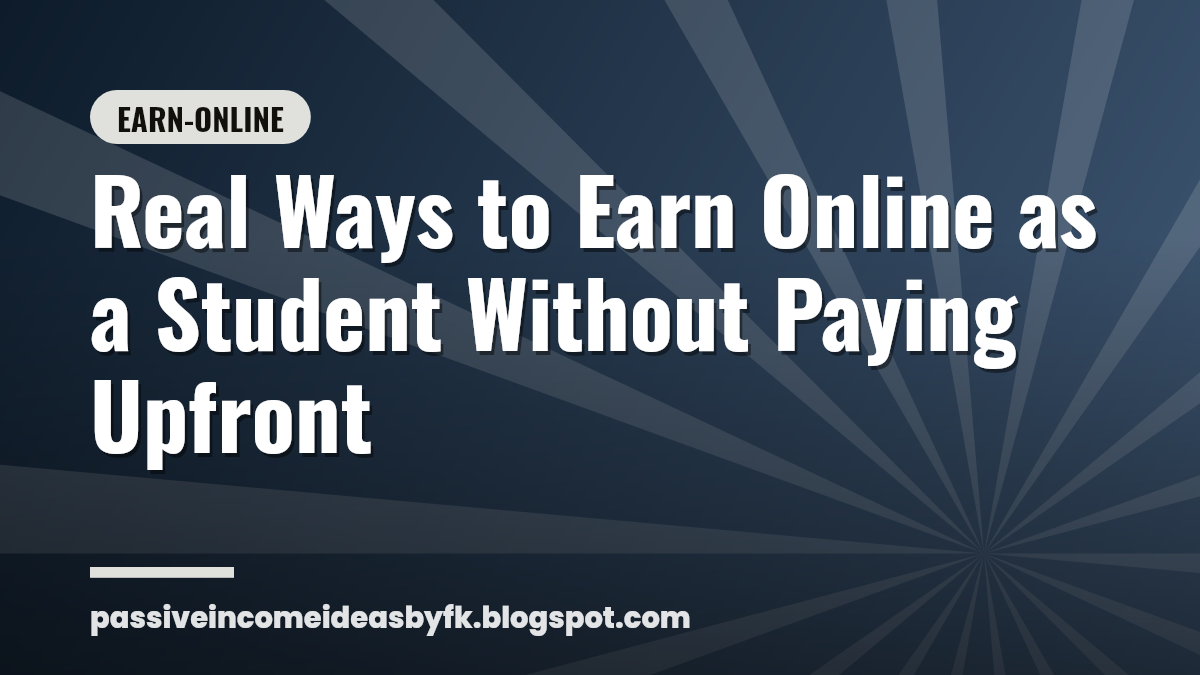 EARN-ONLINE
Real Ways to Earn Online as
a Student Without Paying
Upfront
passiveincomeideasbyfk.blogspot.com